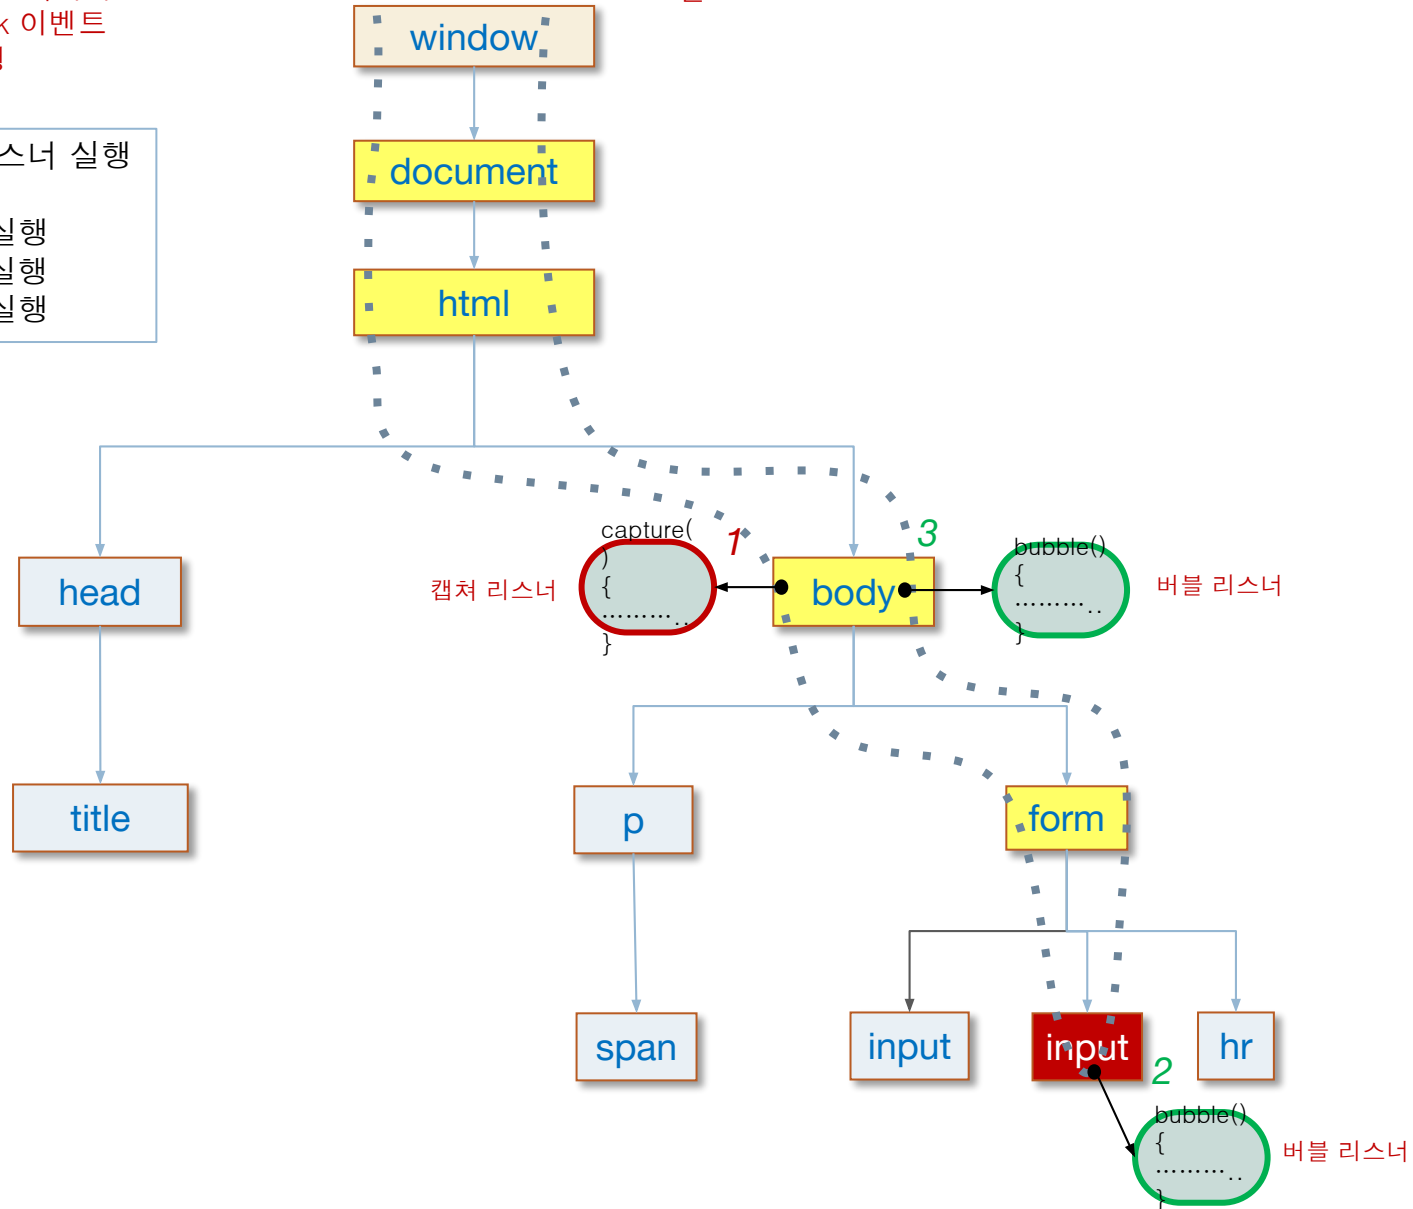 k 이벤트
window
document
스너 실행
실행
실행
실행
html
head
title
캡쳐 리스너
capture(
)
{
...........
}
1
body
3
bubble()
{
...........
}
버블 리스너
p
form
span
input
input
hr
2
bubble()
{
...........
}
버블 리스너